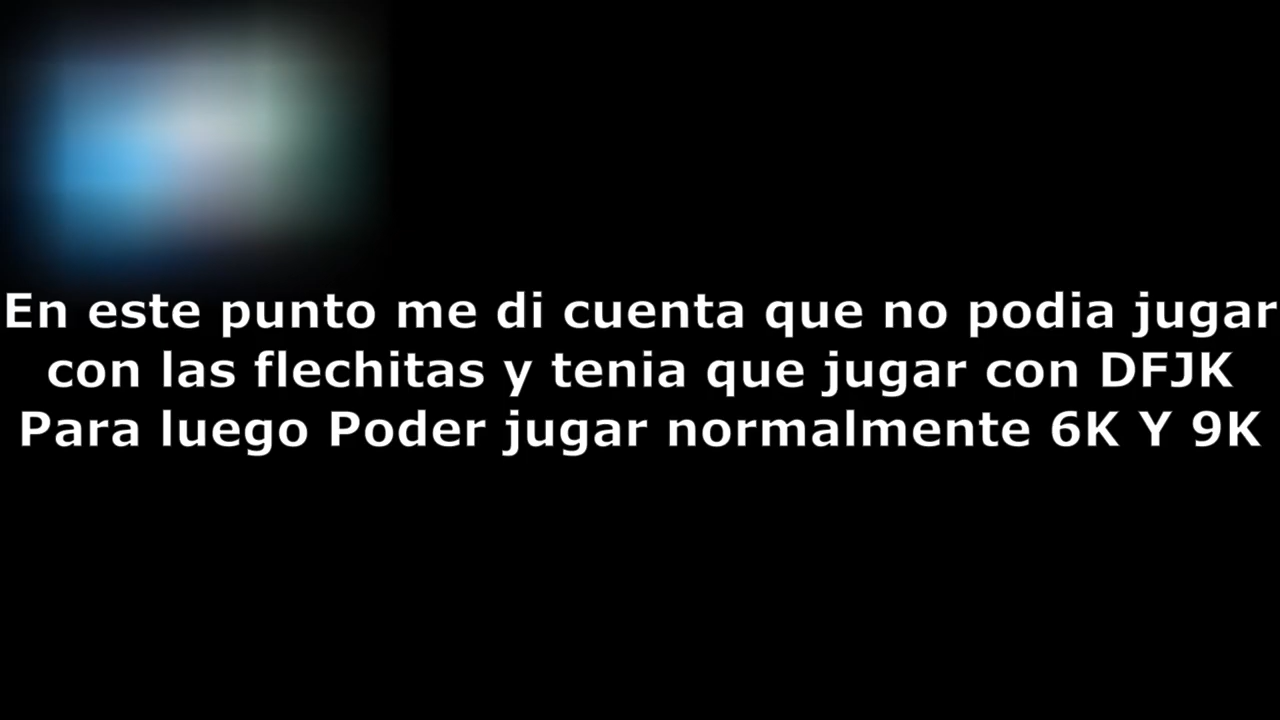 En este punto me di cuenta que no podia jugar
con las flechitas y tenia que jugar con DFJK
Para luego Poder jugar normalmente 6K Y 9K